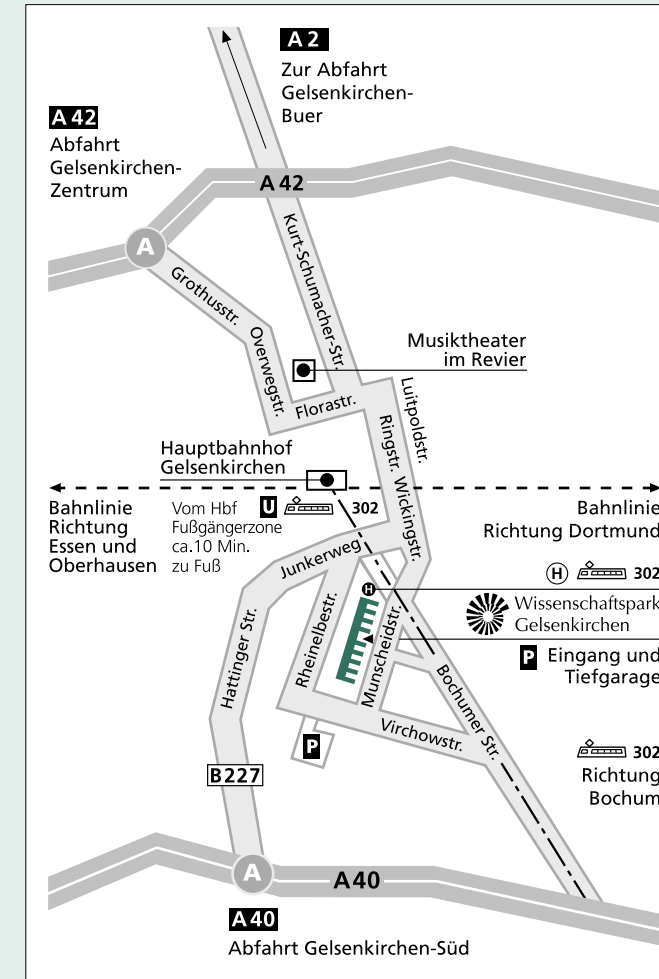 A 2
Zur Abfahrt
Gelsenkirchen-
Buer
A 42
Abfahrt
Gelsenkirchen-
Zentrum
A 42
A
Grothusstr.
Kurt-Schumacher-Str.
Overwegstr.
Musiktheater
im Revier
Florastr.
Luitpoldstr.
Ringstr.
Hauptbahnhof
Gelsenkirchen
Wickingstr.
Bahnlinie
Richtung
Essen und
Oberhausen
Vom Hbf
Fußgängerzone
ca.10 Min.
zu Fuß
U
302
Bahnlinie
Richtung Dortmund
Junkerweg
H 302
H
Wissenschaftspark
Gelsenkirchen
Hattinger Str.
Rheinelbestr.
Munscheidstr.
P Eingang und
Tiefgarage
Bochumer Str.
Virchowstr.
P
302
Richtung
Bochum
B227
A
A 40
A 40
Abfahrt Gelsenkirchen-Süd